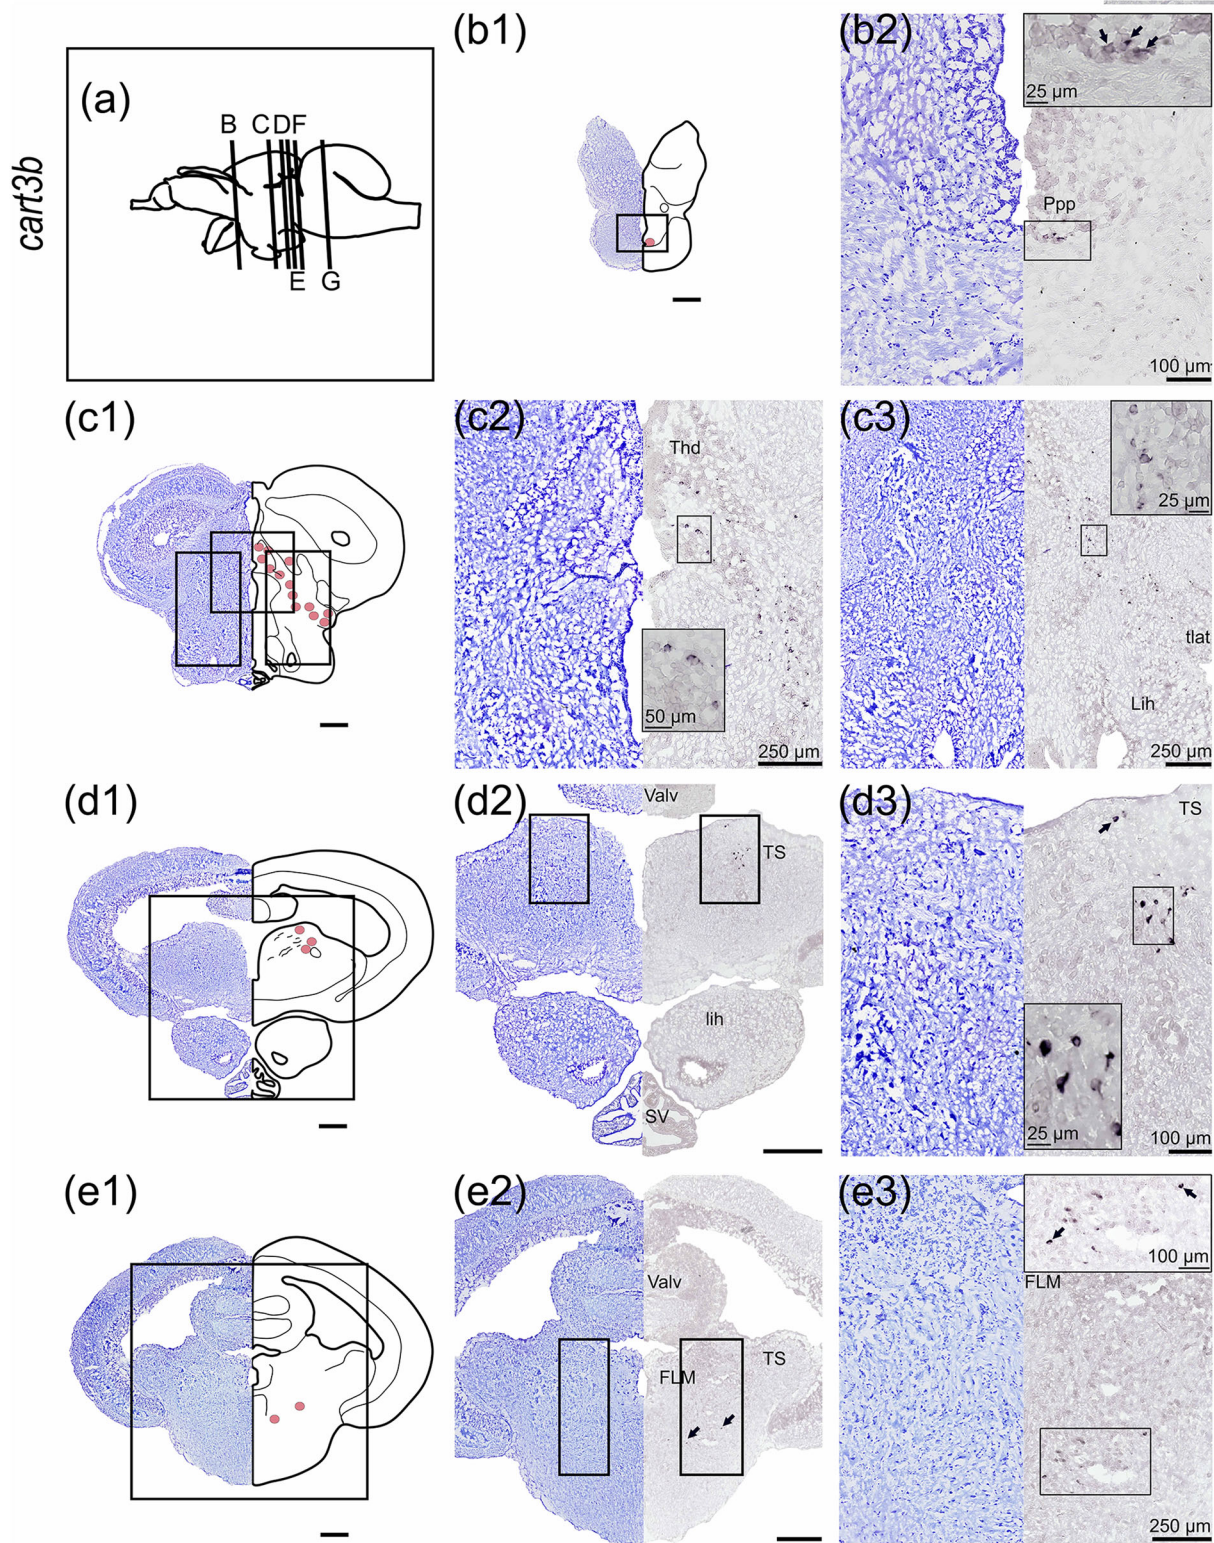 cart3b
(a)
B C D F
E G
(b1)
(b2)
25 µm
Ppp
100 µm
(c1)
(c2)
Thd
50 µm
250 µm
(c3)
25 µm
tlat
Lih
250 µm
(d1)
(d2)
Valv
TS
lih
SV
(d3)
TS
25 µm
100 µm
(e1)
(e2)
Valv
TS
FLM
(e3)
100 µm
FLM
250 µm